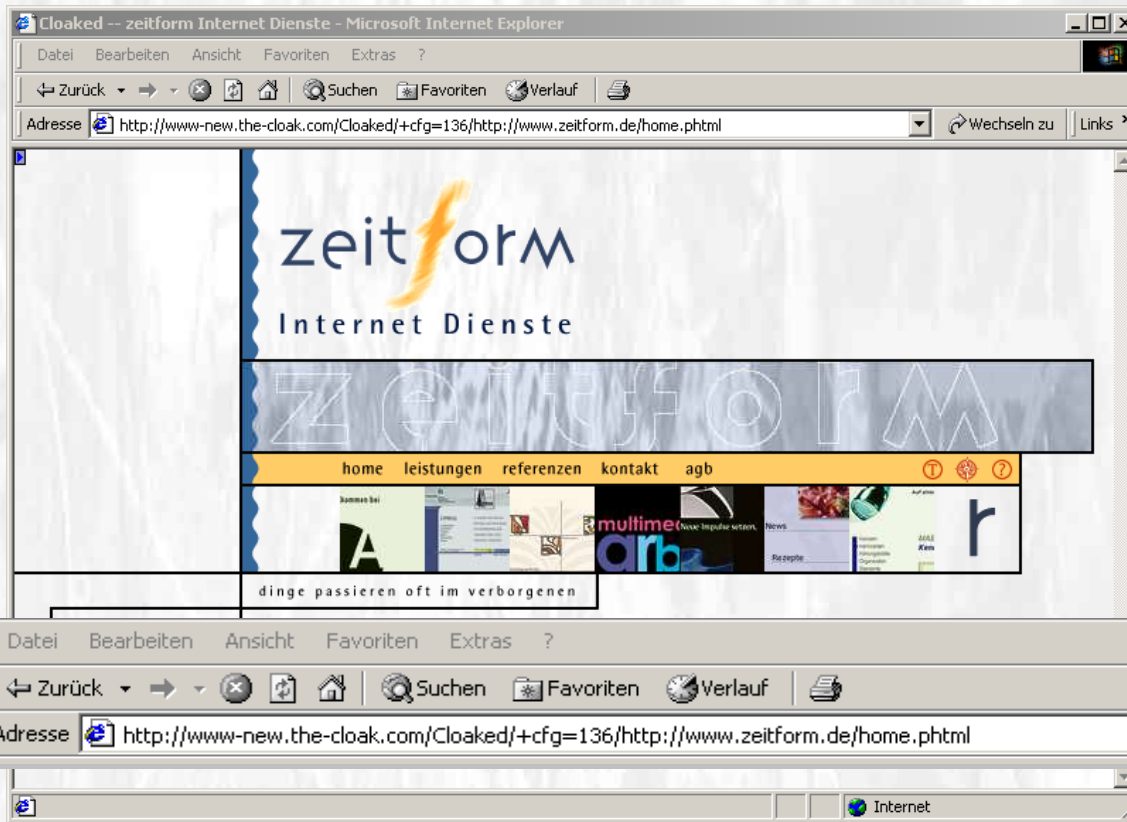 Cloaked -- zeitform Internet Dienste - Microsoft Internet Explorer
Datei Bearbeiten Ansicht Favoriten Extras ?
Zurück Suchen Favoriten Verlauf
Adresse http://www-new.the-cloak.com/Cloaked/+cfg=136/http://www.zeitform.de/home.phtml Wechseln zu Links
zeitform
Internet Dienste
zeitform
home leistungen referenzen kontakt agb T ?
A multimed arb Neue Impulse setzen. News Rezepte r
dinge passieren oft im verborgenen
Datei Bearbeiten Ansicht Favoriten Extras ?
Zurück Suchen Favoriten Verlauf
Adresse http://www-new.the-cloak.com/Cloaked/+cfg=136/http://www.zeitform.de/home.phtml
Internet